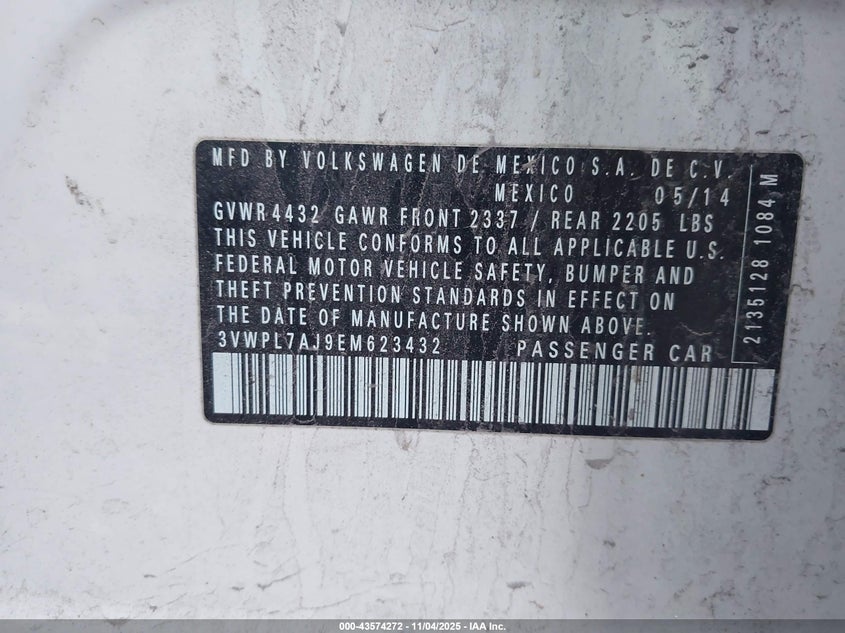 MFD BY VOLKSWAGEN DE MEXICO S.A. DE C.V.
MEXICO 05/14
GVWR4432 GAWR FRONT 2337 / REAR 2205 LBS
THIS VEHICLE CONFORMS TO ALL APPLICABLE U.S.
FEDERAL MOTOR VEHICLE SAFETY, BUMPER AND
THEFT PREVENTION STANDARDS IN EFFECT ON
THE DATE OF MANUFACTURE SHOWN ABOVE.
3VWPL7AJ9EM623432 PASSENGER CAR
2135128 1084 M
000-43574272 - 11/04/2025 - IAA Inc.